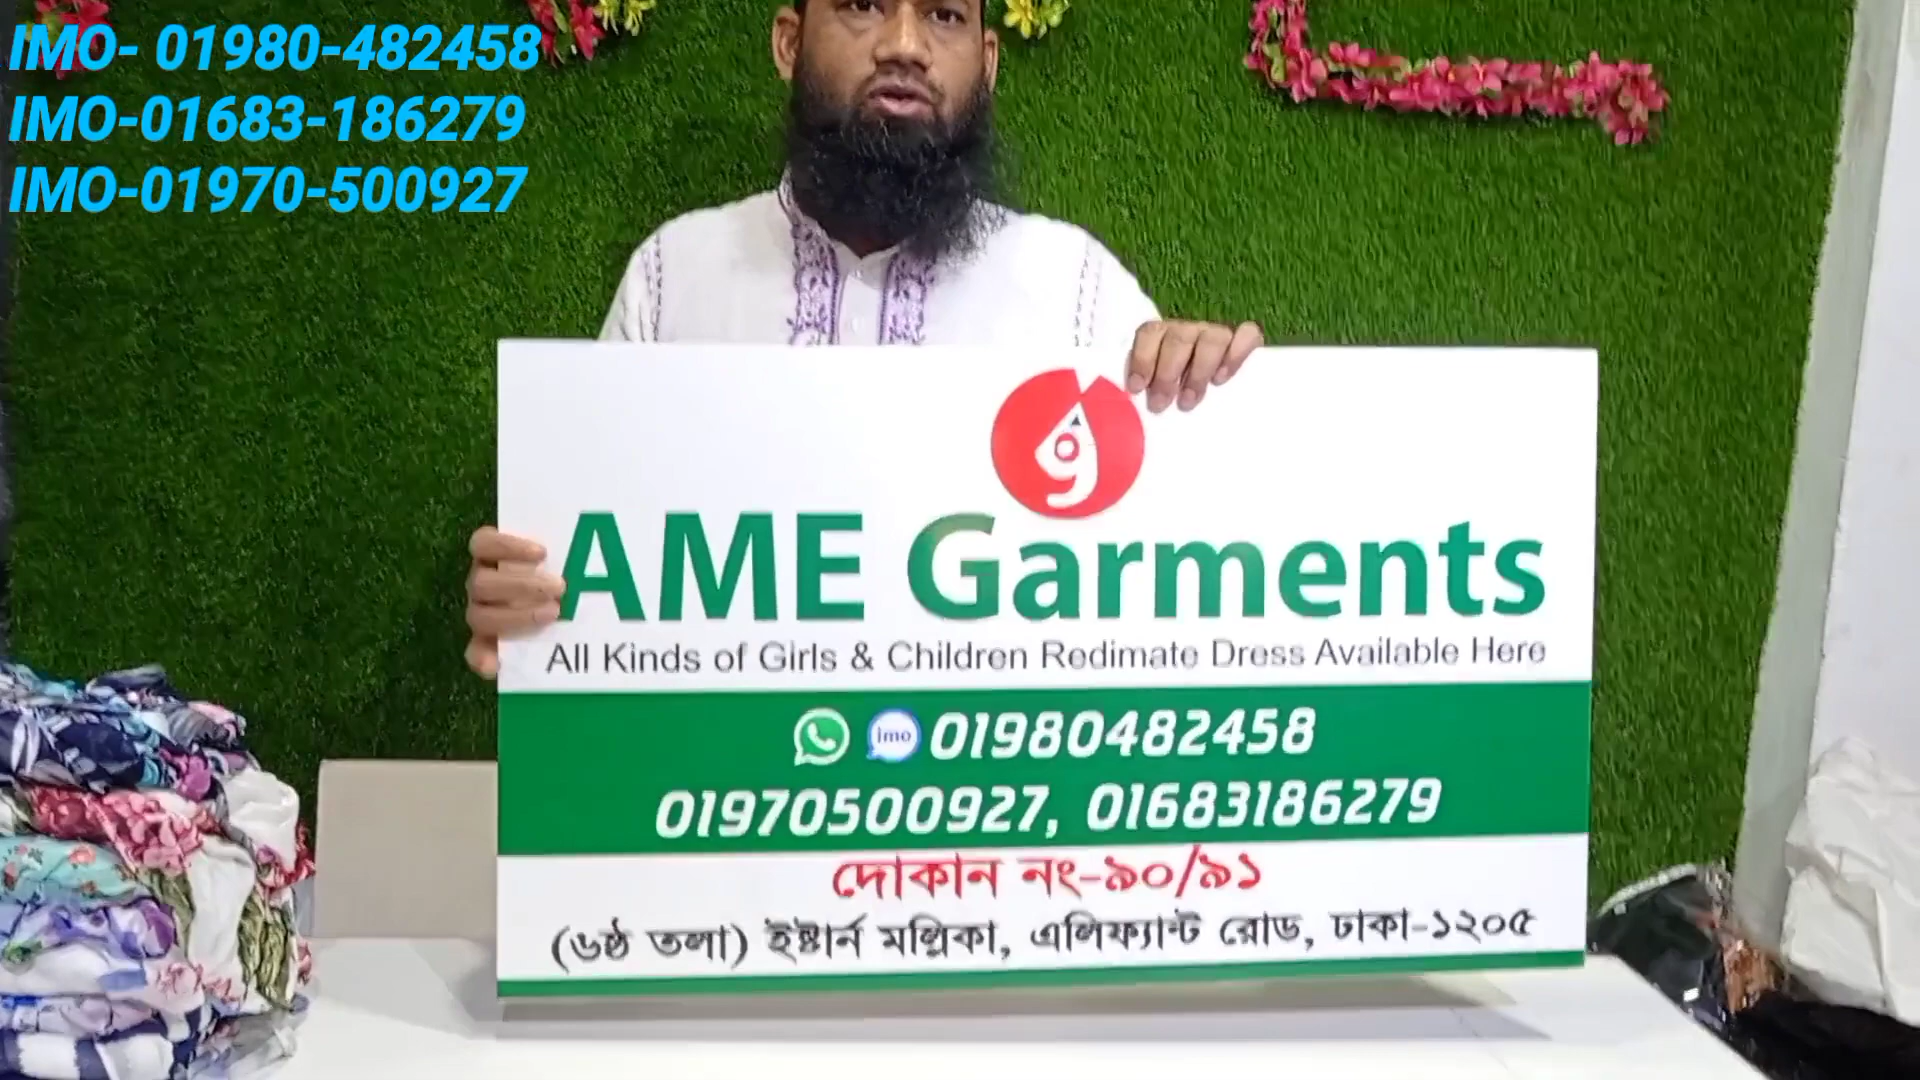 IMO- 01980-482458
IMO-01683-186279
IMO-01970-500927
AME Garments
All Kinds of Girls & Children Redimate Dress Available Here
imo 01980482458
01970500927, 01683186279
দোকান নং-৯০/৯১
(৬ষ্ঠ তলা) ইষ্টার্ন মল্লিকা, এলিফ্যান্ট রোড, ঢাকা-১২০৫